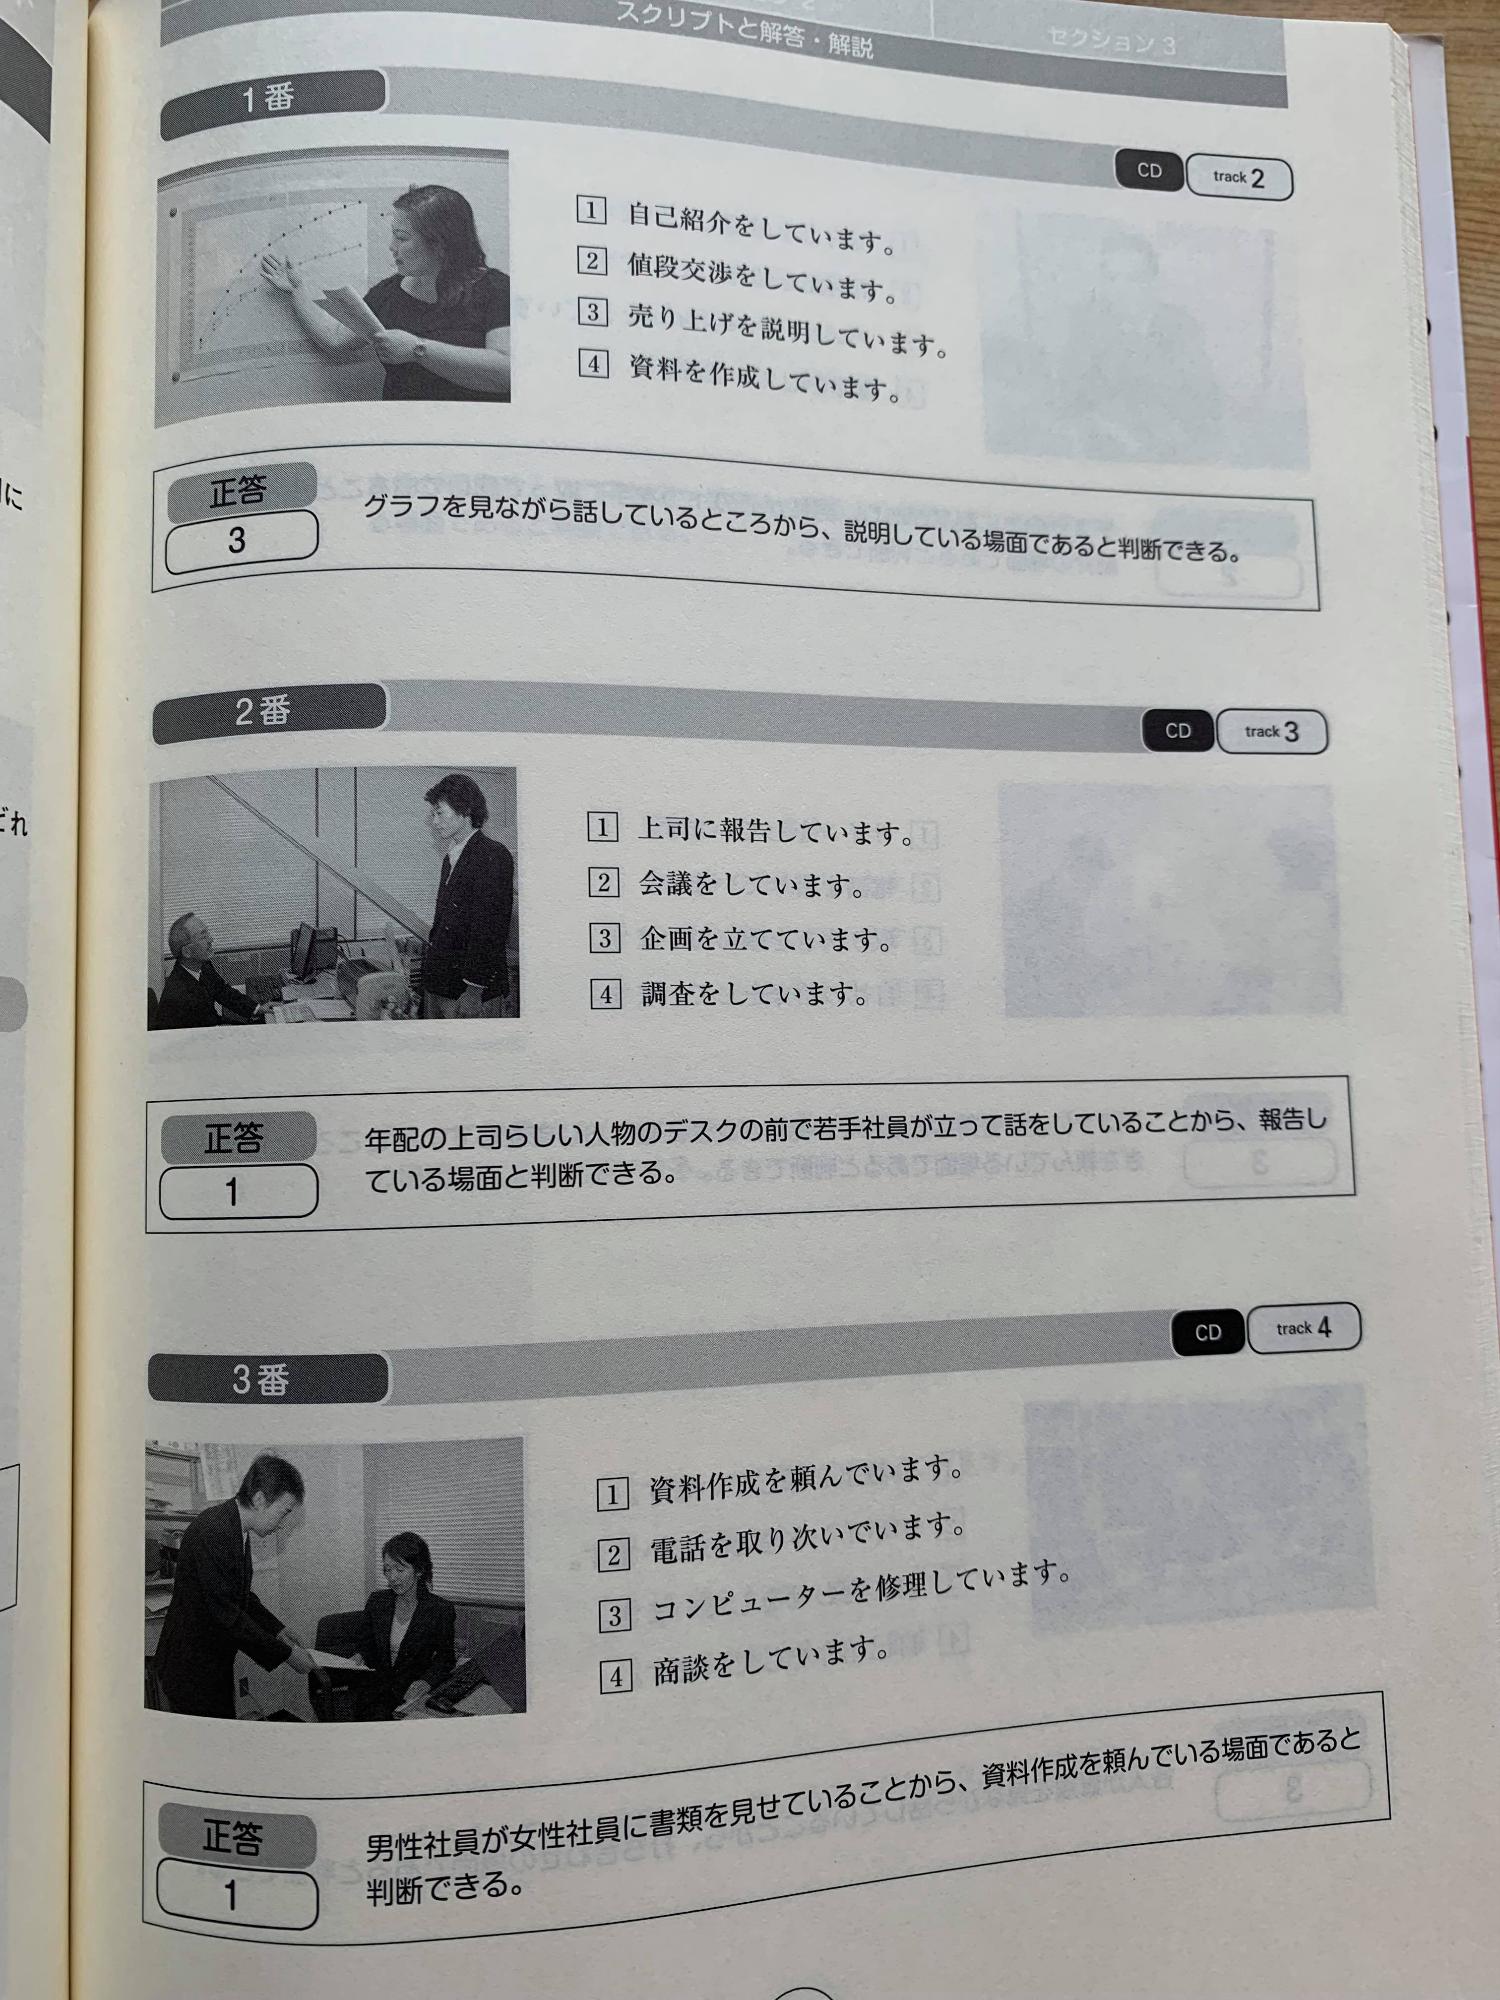 スクリプトと解答・解説
セクション 3
1番
CD track 2
1 自己紹介をしています。
2 値段交渉をしています。
3 売り上げを説明しています。
4 資料を作成しています。
正答
3
グラフを見ながら話しているところから、説明している場面であると判断できる。
2番
CD track 3
1 上司に報告しています。
2 会議をしています。
3 企画を立てています。
4 調査をしています。
正答
1
年配の上司らしい人物のデスクの前で若手社員が立って話をしていることから、報告し
ている場面と判断できる。
3番
CD track 4
1 資料作成を頼んでいます。
2 電話を取り次いでいます。
3 コンピューターを修理しています。
4 商談をしています。
正答
1
男性社員が女性社員に書類を見せていることから、資料作成を頼んでいる場面であると
判断できる。